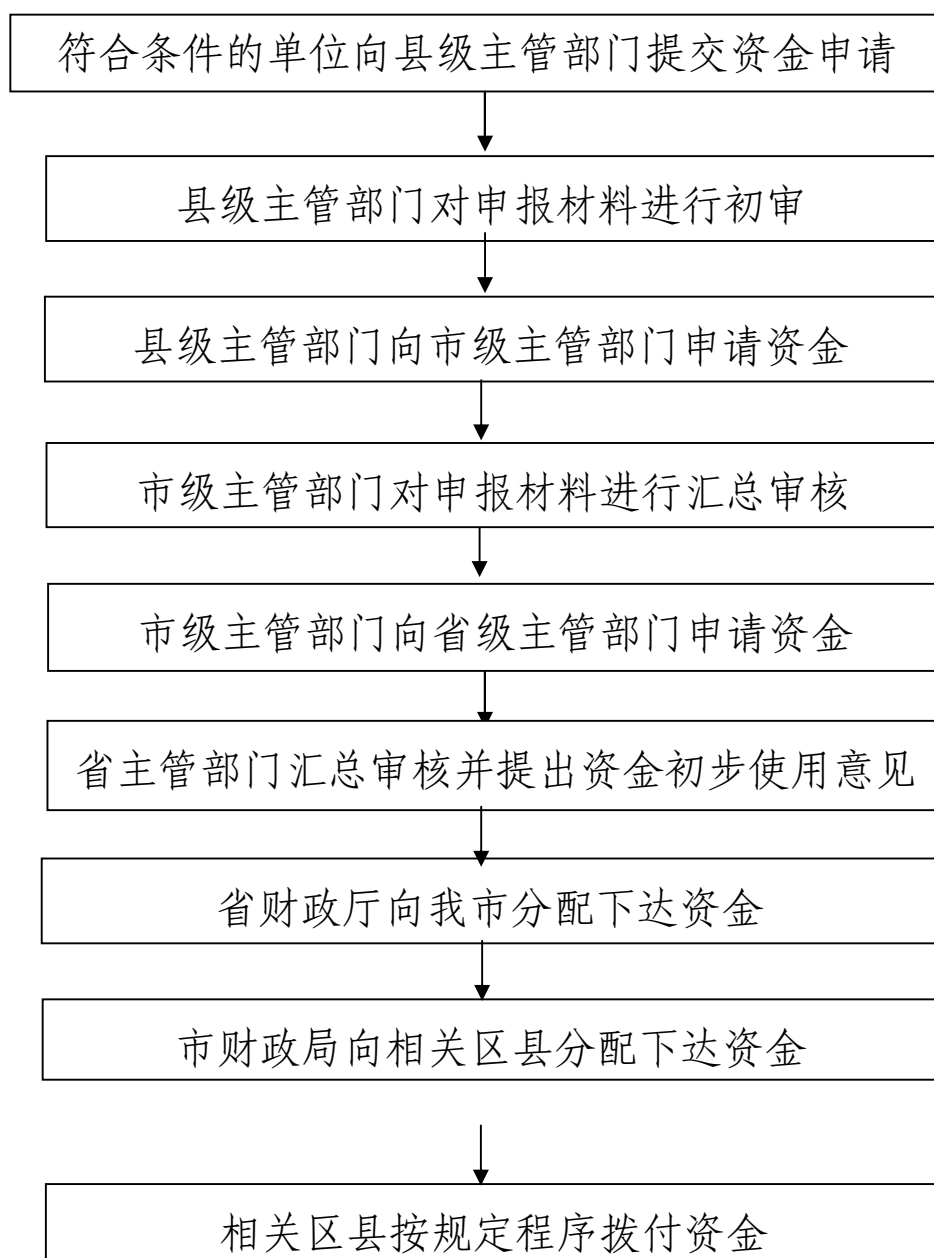 符合条件的单位向县级主管部门提交资金申请
县级主管部门对申报材料进行初审
县级主管部门向市级主管部门申请资金
市级主管部门对申报材料进行汇总审核
市级主管部门向省级主管部门申请资金
省主管部门汇总审核并提出资金初步使用意见
省财政厅向我市分配下达资金
市财政局向相关区县分配下达资金
相关区县按规定程序拨付资金